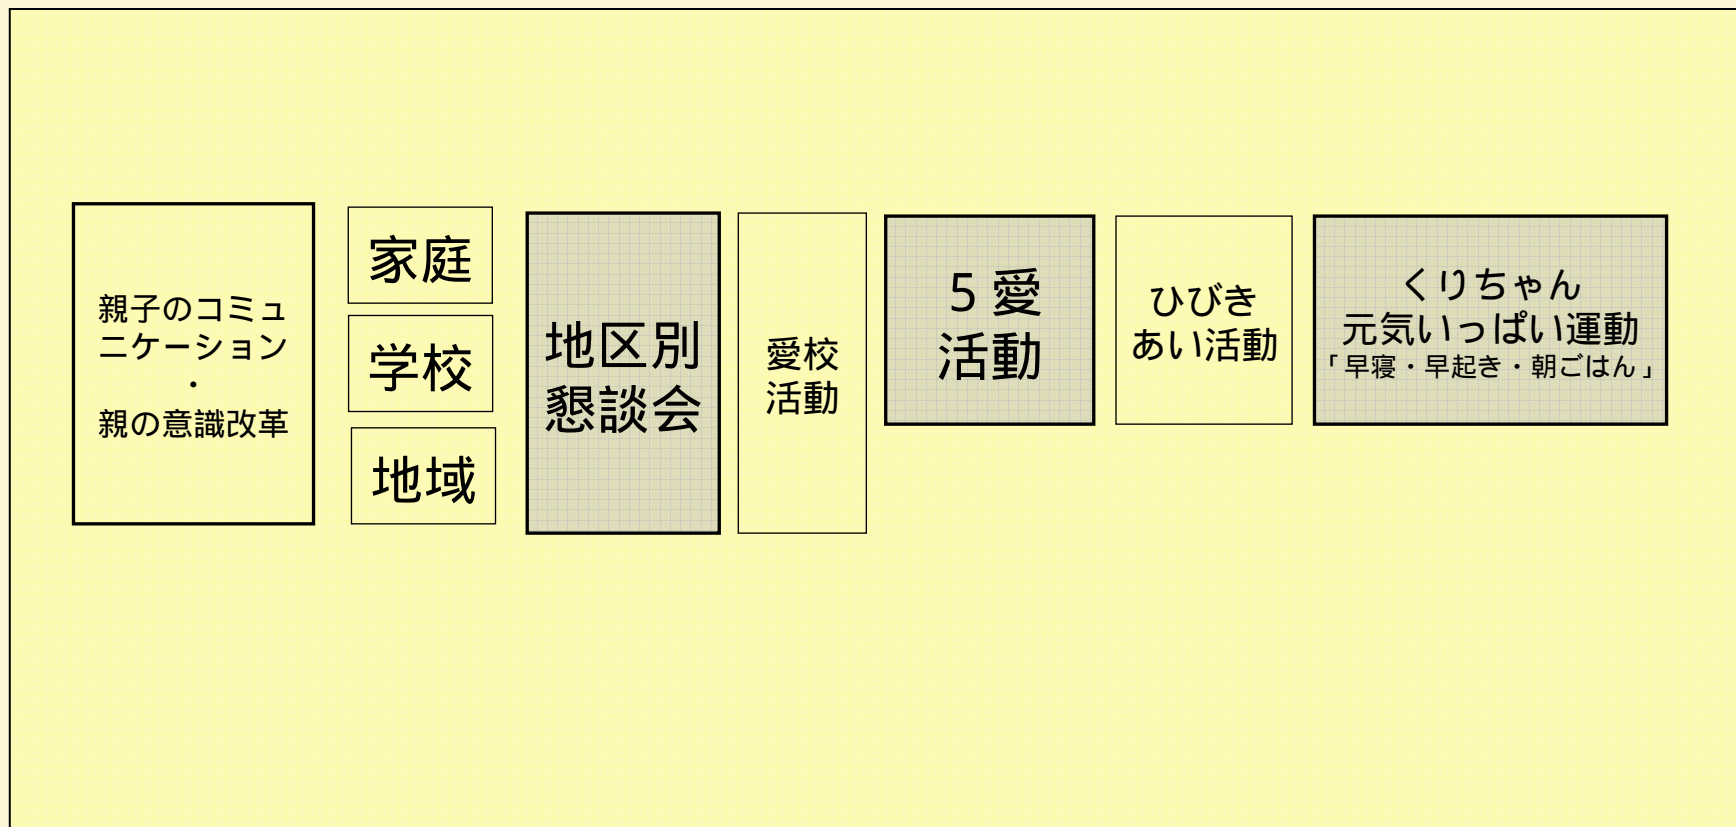 親子のコミュ
ニケーション
・
親の意識改革
家庭
学校
地域
地区別
懇談会
愛校
活動
５愛
活動
ひびき
あい活動
くりちゃん
元気いっぱい運動
「早寝・早起き・朝ごはん」